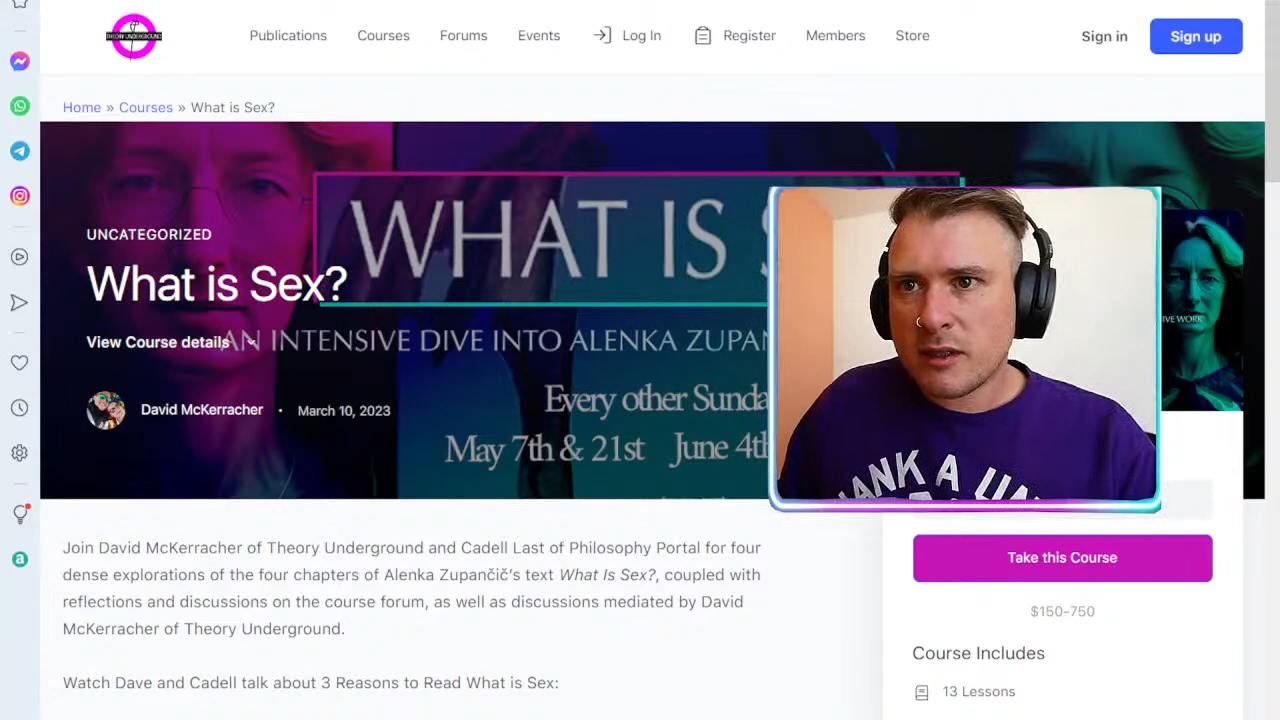 THEORY UNDERGROUND
Publications Courses Forums Events Log In Register Members Store Sign in Sign up
Home » Courses » What is Sex?
UNCATEGORIZED
WHAT IS
What is Sex?
View Course details
AN INTENSIVE DIVE INTO ALENKA
IVE WORK
Every other
David McKerracher • March 10, 2023
May 7th & 21st June 4th
HANK A
Take this Course
$150-750
Course Includes
13 Lessons
Join David McKerracher of Theory Underground and Cadell Last of Philosophy Portal for four
dense explorations of the four chapters of Alenka Zupančič's text What Is Sex?, coupled with
reflections and discussions on the course forum, as well as discussions mediated by David
McKerracher of Theory Underground.
Watch Dave and Cadell talk about 3 Reasons to Read What is Sex: